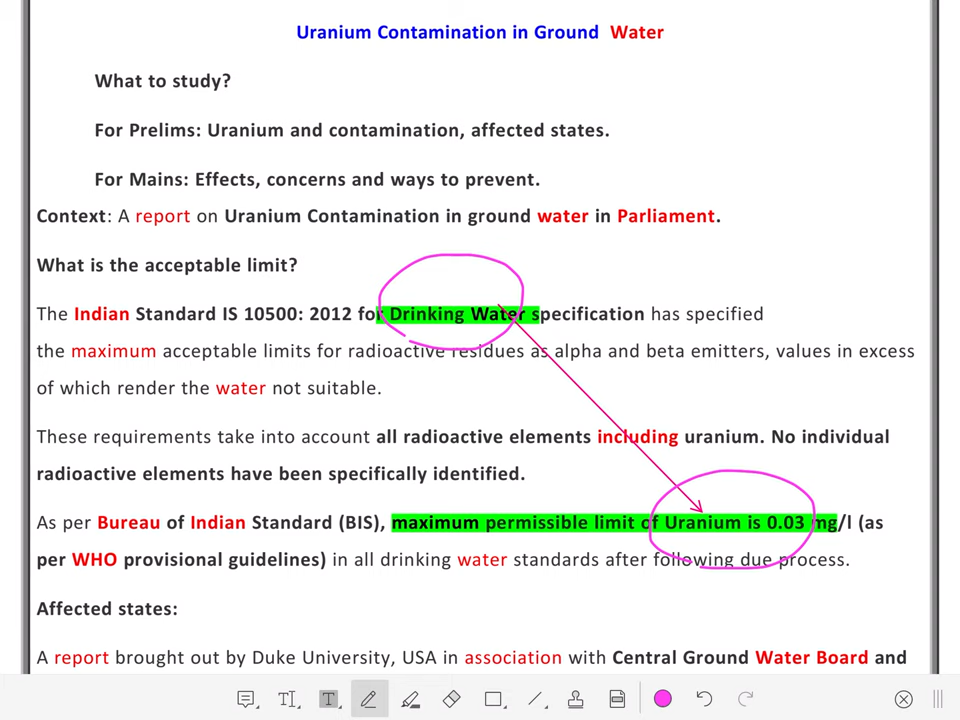 Uranium Contamination in Ground Water
What to study?
For Prelims: Uranium and contamination, affected states.
For Mains: Effects, concerns and ways to prevent.
Context: A report on Uranium Contamination in ground water in Parliament.
What is the acceptable limit?
The Indian Standard IS 10500: 2012 for Drinking Water specification has specified
the maximum acceptable limits for radioactive residues as alpha and beta emitters, values in excess
of which render the water not suitable.
These requirements take into account all radioactive elements including uranium. No individual
radioactive elements have been specifically identified.
As per Bureau of Indian Standard (BIS), maximum permissible limit of Uranium is 0.03 mg/l (as
per WHO provisional guidelines) in all drinking water standards after following due process.
Affected states:
A report brought out by Duke University, USA in association with Central Ground Water Board and